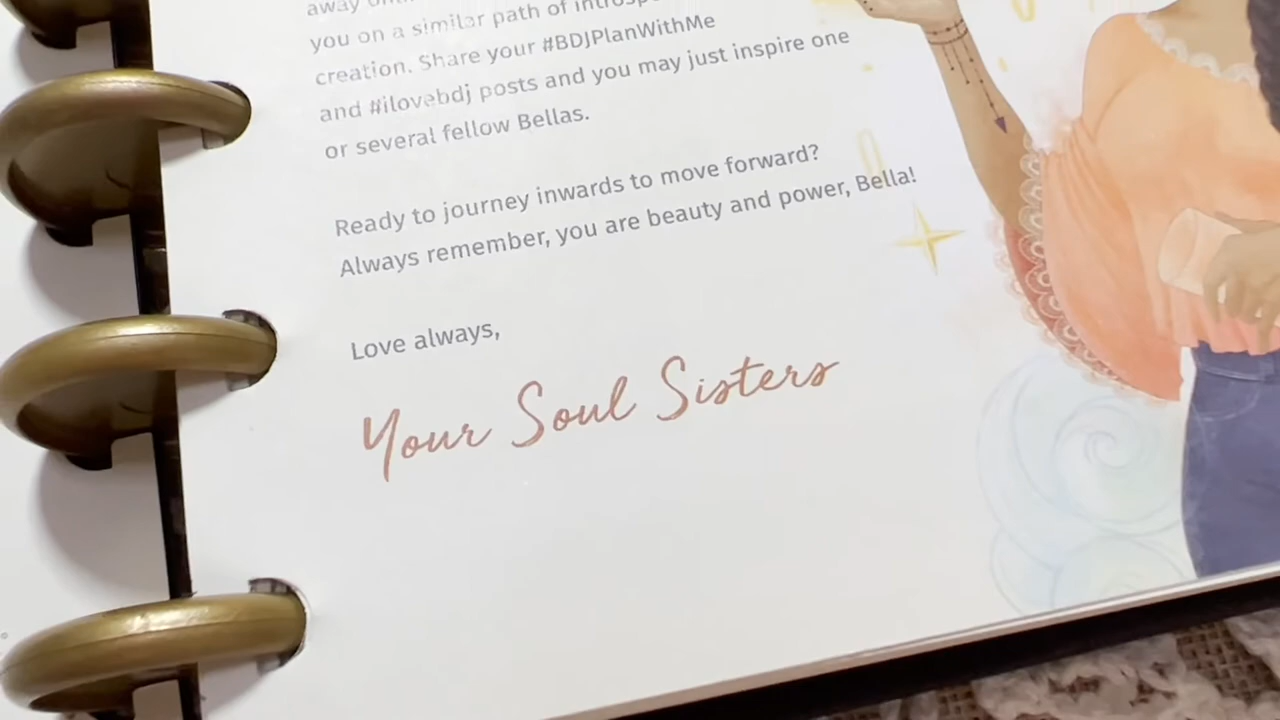 away
you on a similar path of
creation. Share your #BDJPlanWithMe
and #ilovebdj posts and you may just inspire one
or several fellow Bellas.
Ready to journey inwards to move forward?
Always remember, you are beauty and power, Bella!
Love always,
Your Soul Sisters